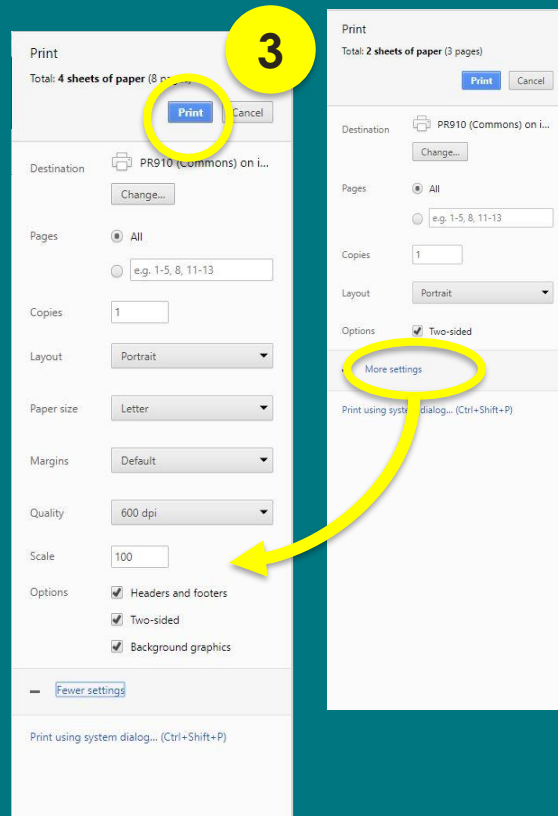 3
Print
Total: 4 sheets of paper (8 pages)
Print Cancel
Destination PR910 (Commons) on i...
Change...
Pages All
e.g. 1-5, 8, 11-13
Copies 1
Layout Portrait
Paper size Letter
Margins Default
Quality 600 dpi
Scale 100
Options Headers and footers
Two-sided
Background graphics
Fewer settings
Print using system dialog... (Ctrl+Shift+P)
Print
Total: 2 sheets of paper (3 pages)
Print Cancel
Destination PR910 (Commons) on i...
Change...
Pages All
e.g. 1-5, 8, 11-13
Copies 1
Layout Portrait
Options Two-sided
More settings
Print using system dialog... (Ctrl+Shift+P)